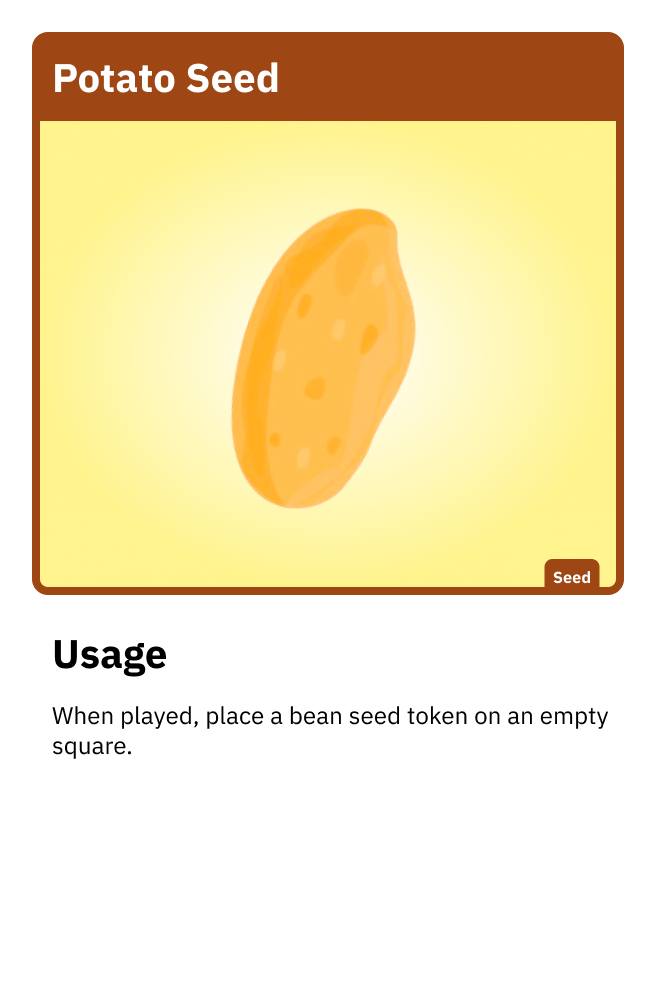 Potato Seed
Seed
Usage
When played, place a bean seed token on an empty
square.